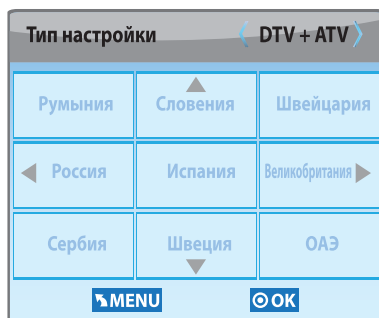 Тип настройки DTV + ATV
Румыния Словения Швейцария
Россия Испания Великобритания
Сербия Швеция ОАЭ
MENU OK